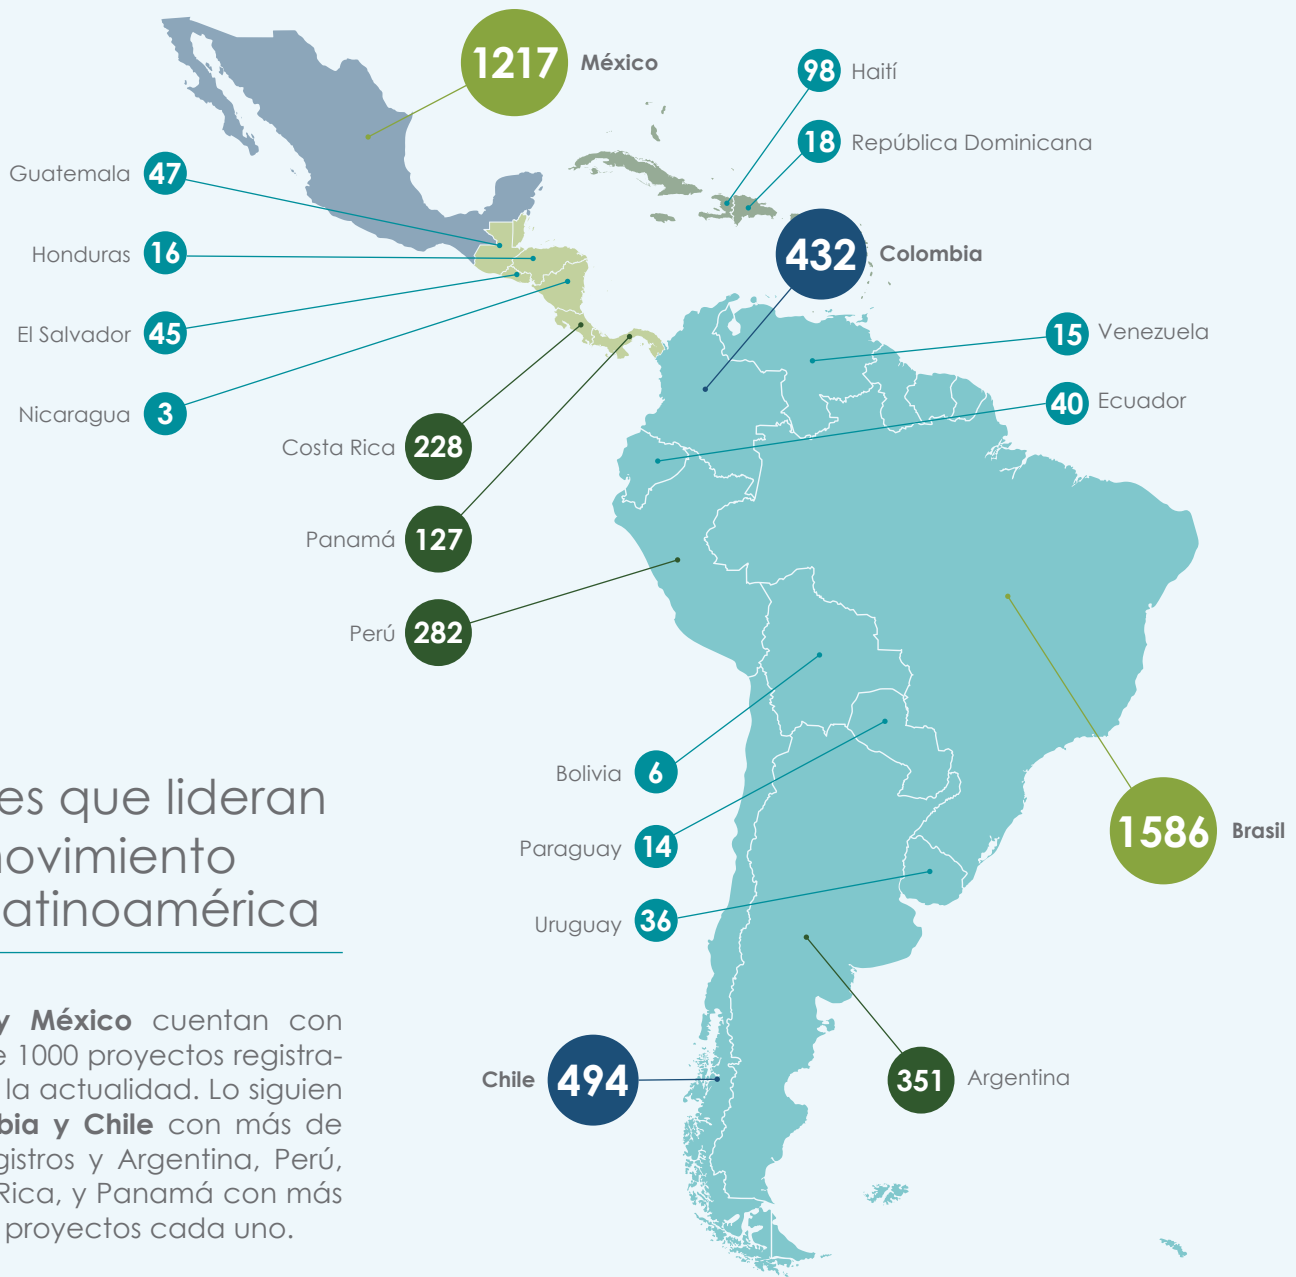 1217 México
98 Haití
18 República Dominicana
Guatemala 47
432 Colombia
Honduras 16
El Salvador 45
15 Venezuela
40 Ecuador
Nicaragua 3
Costa Rica 228
Panamá 127
Perú 282
Bolivia 6
Paraguay 14
1586 Brasil
Uruguay 36
Chile 494
351 Argentina
es que lideran
ovimiento
atinoamérica
y México cuentan con
e 1000 proyectos registra-
la actualidad. Lo siguien
bia y Chile con más de
gistros y Argentina, Perú,
Rica, y Panamá con más
proyectos cada uno.